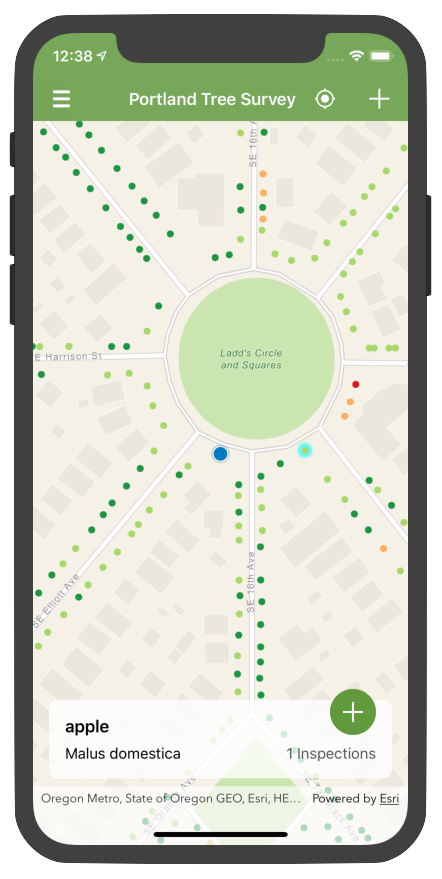 12:38
Portland Tree Survey
SE 16th A
Ladd's Circle
and Squares
E Harrison St
SE 16th Ave
SE Elliott Ave
apple
Malus domestica
1 Inspections
Oregon Metro, State of Oregon GEO, Esri, HE...
Powered by Esri